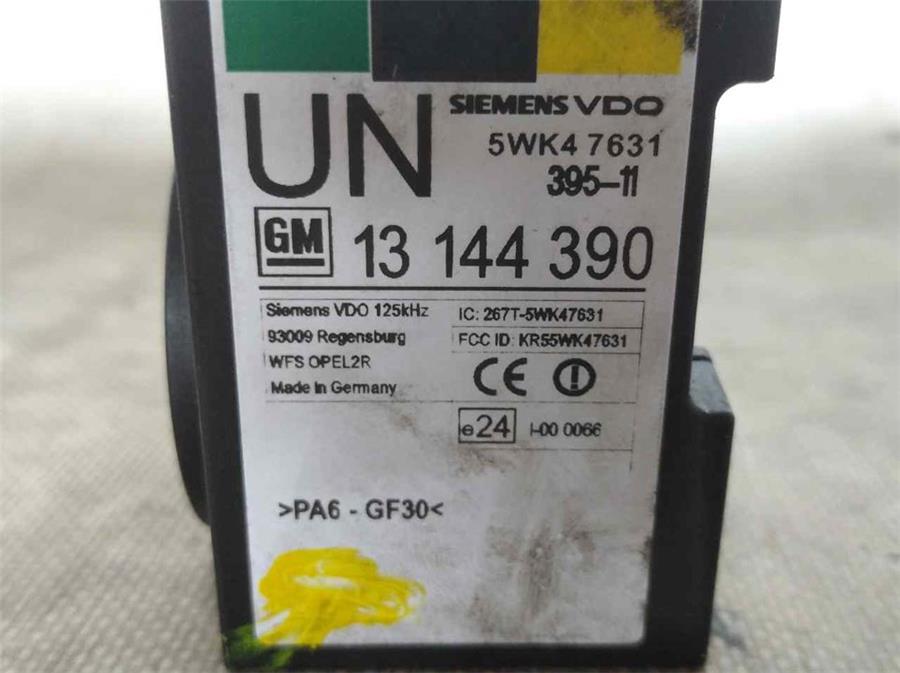 UN
SIEMENS VDO
5WK4 7631
395-11
GM 13 144 390
Siemens VDO 125kHz
93009 Regensburg
WFS OPEL2R
Made in Germany
IC: 267T-5WK47631
FCC ID: KR55WK47631
CE
e24 I-00 0066
>PA6 - GF30<